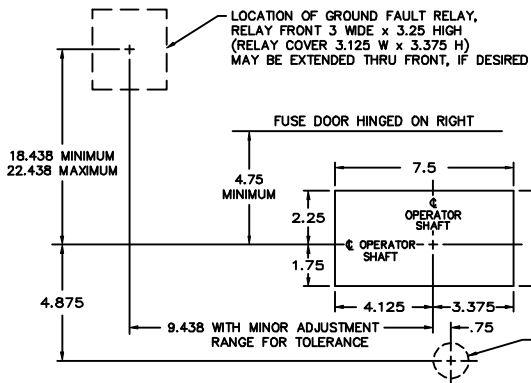 LOCATION OF GROUND FAULT RELAY,
RELAY FRONT 3 WIDE x 3.25 HIGH
(RELAY COVER 3.125 W x 3.375 H)
MAY BE EXTENDED THRU FRONT, IF DESIRED
FUSE DOOR HINGED ON RIGHT
18.438 MINIMUM
22.438 MAXIMUM
4.75
MINIMUM
7.5
2.25
℄
OPERATOR
SHAFT
℄ OPERATOR
SHAFT
1.75
4.875
4.125
3.375
9.438 WITH MINOR ADJUSTMENT
RANGE FOR TOLERANCE
.75